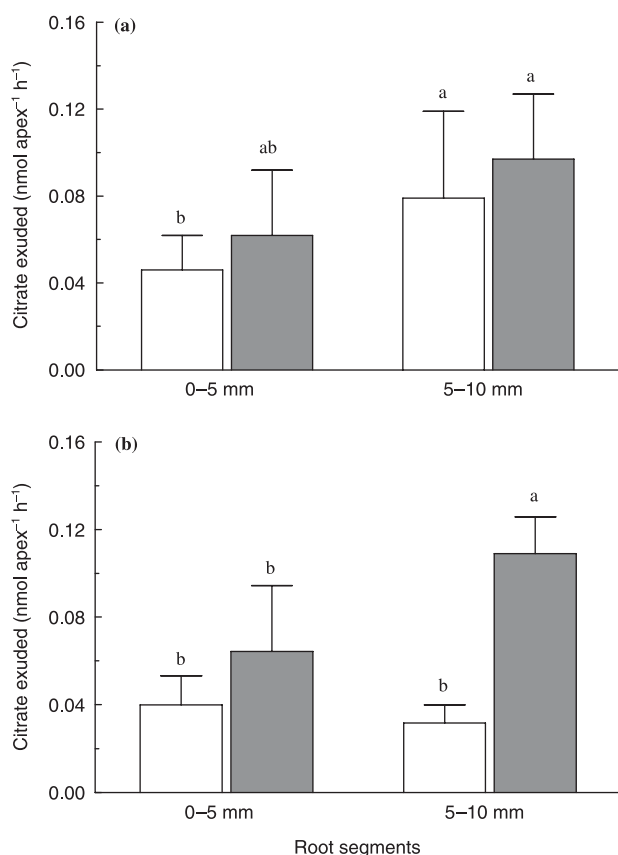 (a)
Citrate exuded (nmol apex⁻¹ h⁻¹)
0.16
0.12
0.08
0.04
0.00
b
ab
a
a
0–5 mm
5–10 mm
(b)
Citrate exuded (nmol apex⁻¹ h⁻¹)
0.16
0.12
0.08
0.04
0.00
b
b
b
a
0–5 mm
5–10 mm
Root segments